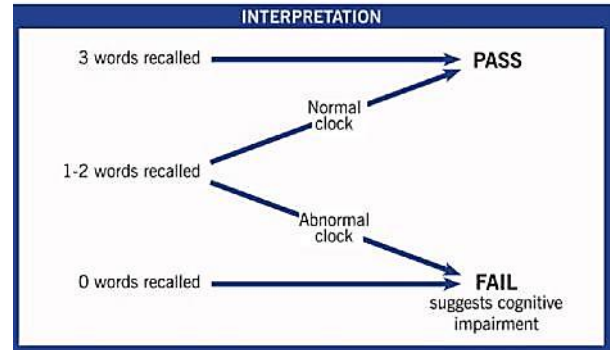 INTERPRETATION
3 words recalled
PASS
Normal
clock
1-2 words recalled
Abnormal
clock
0 words recalled
FAIL
suggests cognitive
impairment